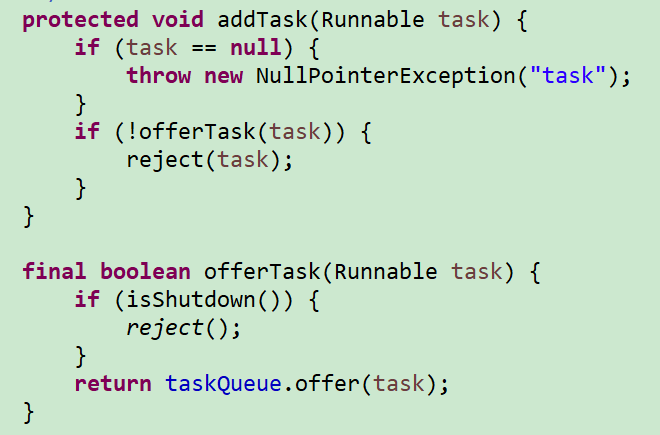 protected void addTask(Runnable task) {
    if (task == null) {
        throw new NullPointerException("task");
    }
    if (!offerTask(task)) {
        reject(task);
    }
}

final boolean offerTask(Runnable task) {
    if (isShutdown()) {
        reject();
    }
    return taskQueue.offer(task);
}